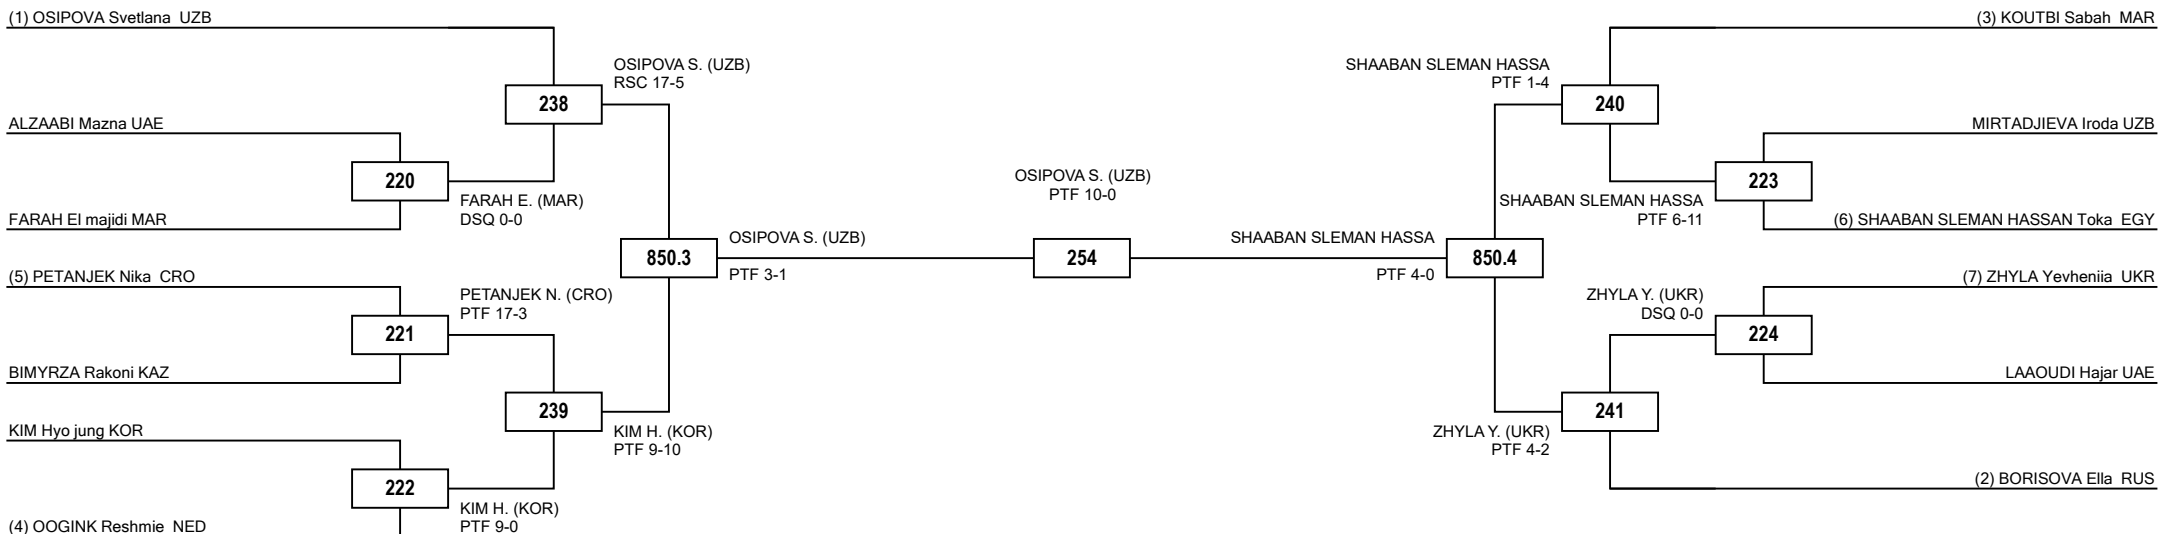 (1) OSIPOVA Svetlana  UZB
(3) KOUTBI Sabah  MAR
OSIPOVA S. (UZB)
RSC 17-5
SHAABAN SLEMAN HASSA
PTF 1-4
238
240
ALZAABI Mazna UAE
MIRTADJIEVA Iroda UZB
OSIPOVA S. (UZB)
PTF 10-0
220
223
FARAH E. (MAR)
DSQ 0-0
SHAABAN SLEMAN HASSA
PTF 6-11
FARAH El majidi MAR
(6) SHAABAN SLEMAN HASSAN Toka  EGY
850.3
OSIPOVA S. (UZB)
PTF 3-1
254
SHAABAN SLEMAN HASSA
PTF 4-0
850.4
(5) PETANJEK Nika  CRO
(7) ZHYLA Yevheniia  UKR
PETANJEK N. (CRO)
PTF 17-3
ZHYLA Y. (UKR)
DSQ 0-0
221
224
BIMYRZA Rakoni KAZ
LAAOUDI Hajar UAE
239
241
KIM Hyo jung KOR
KIM H. (KOR)
PTF 9-10
ZHYLA Y. (UKR)
PTF 4-2
222
(2) BORISOVA Ella  RUS
KIM H. (KOR)
PTF 9-0
(4) OOGINK Reshmie  NED